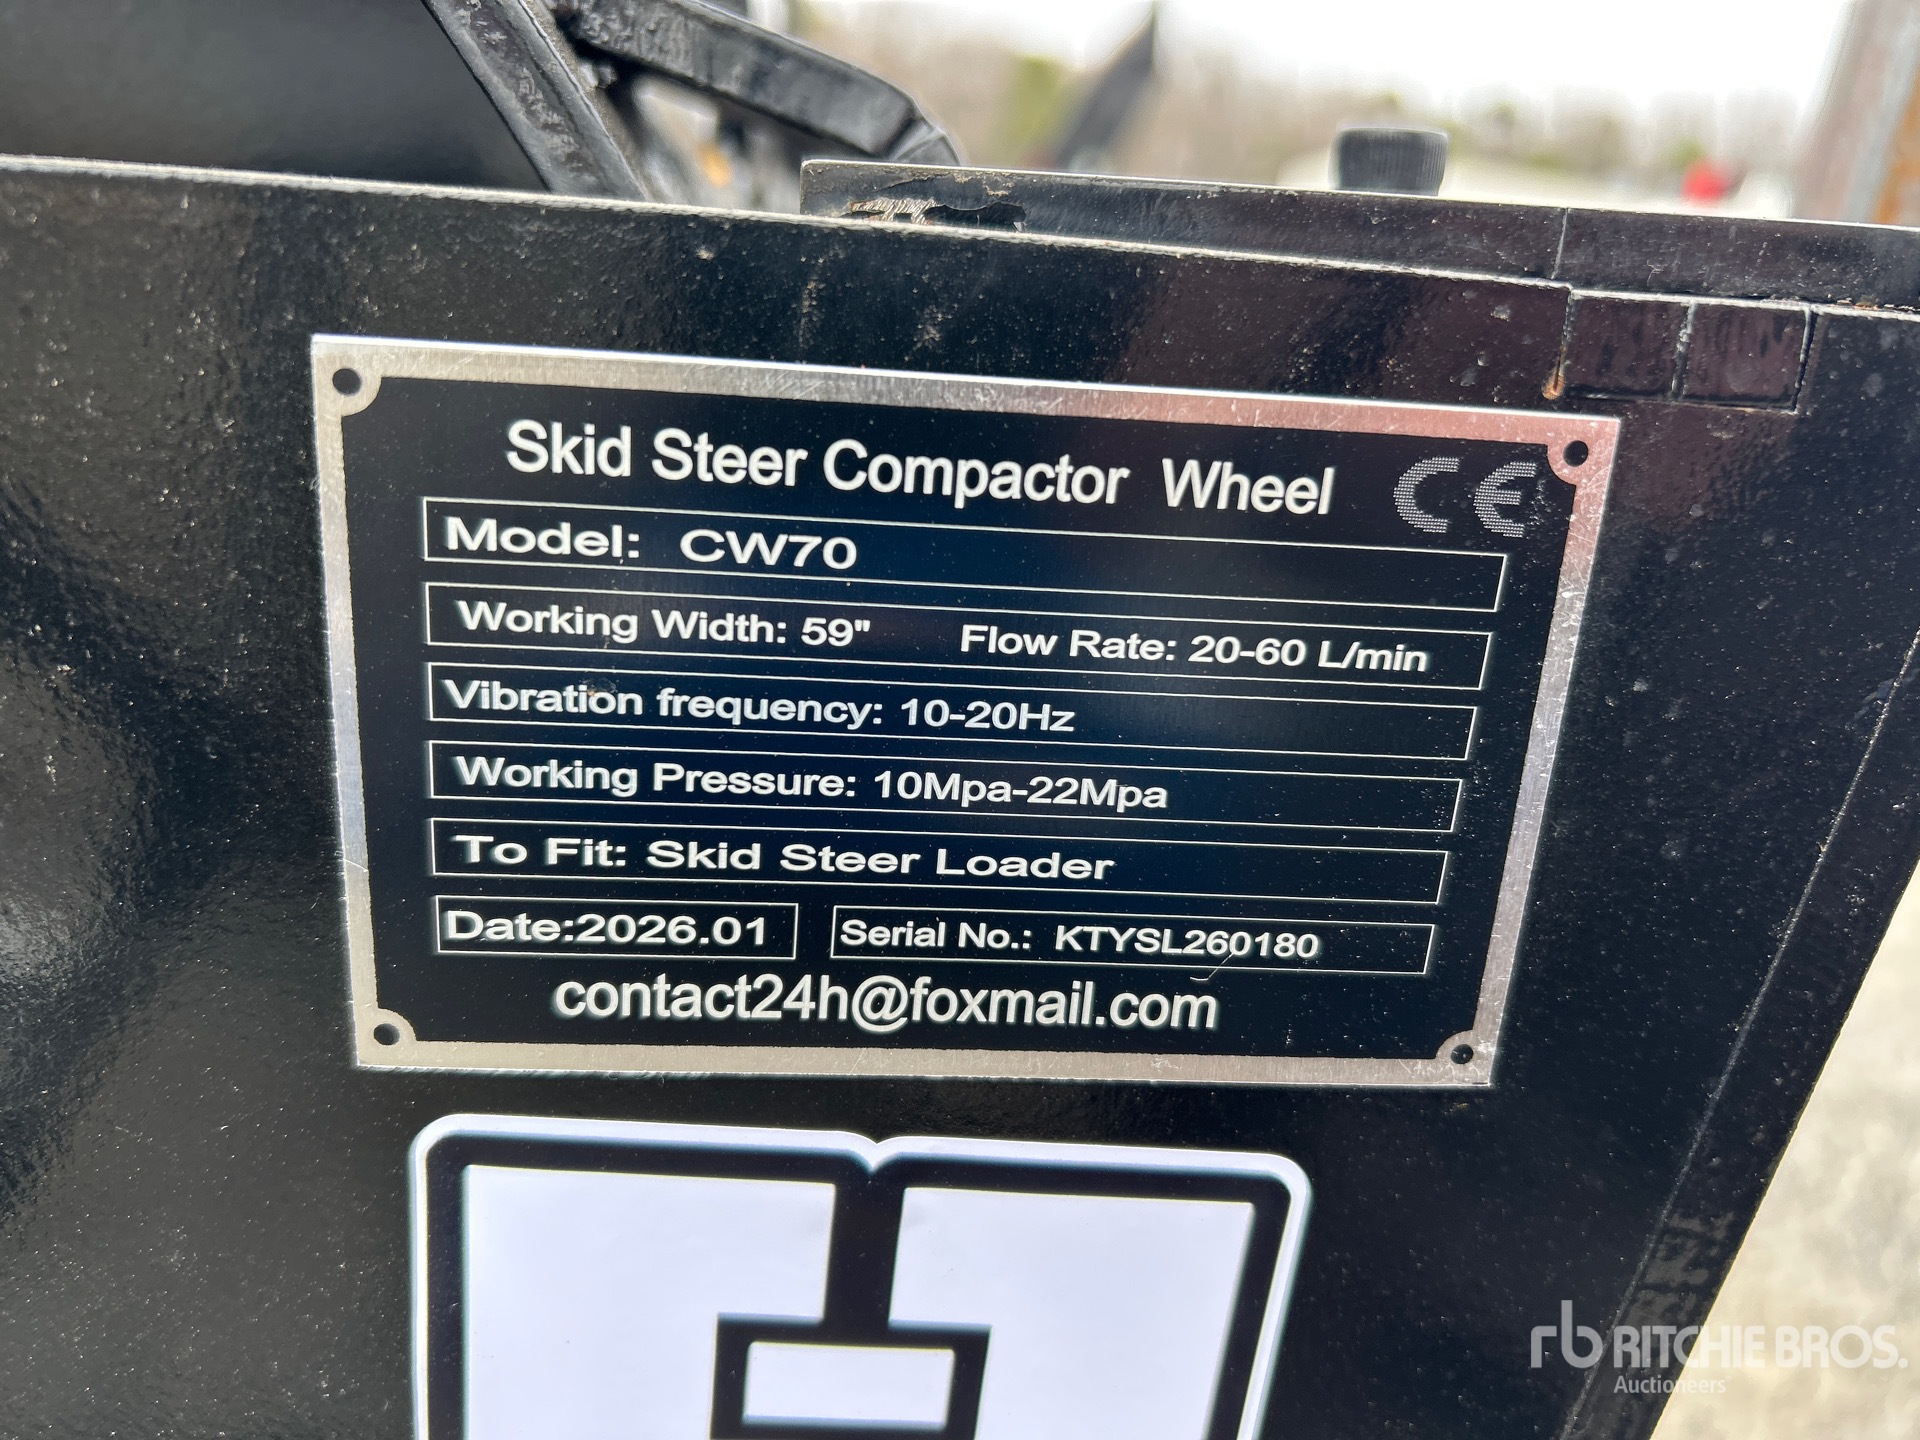 Skid Steer Compactor Wheel CE
Model: CW70
Working Width: 59" Flow Rate: 20-60 L/min
Vibration frequency: 10-20Hz
Working Pressure: 10Mpa-22Mpa
To Fit: Skid Steer Loader
Date:2026.01 Serial No.: KTYSL260180
contact24h@foxmail.com
rb RITCHIE BROS.
Auctioneers